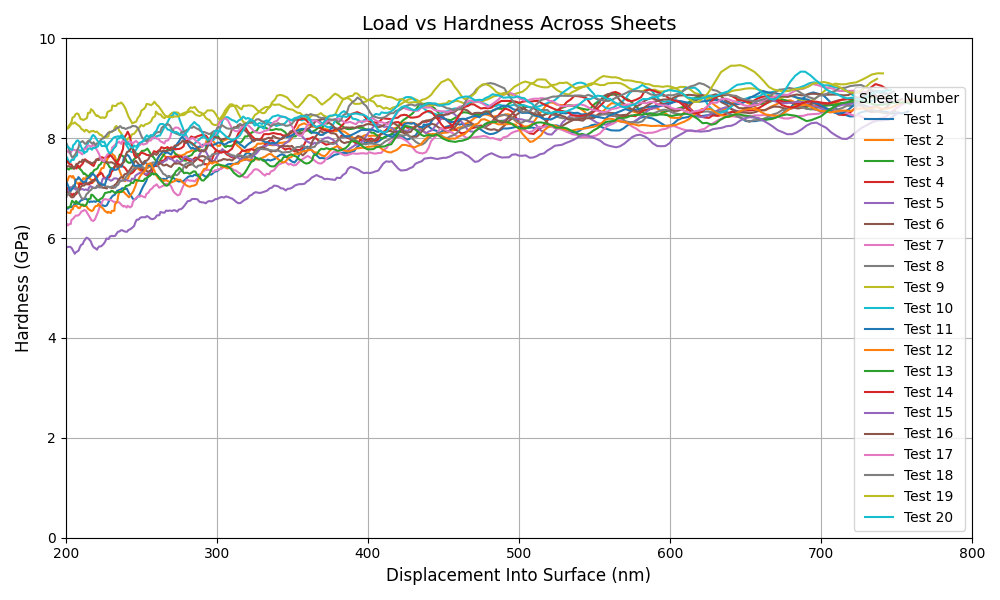 Load vs Hardness Across Sheets
Hardness (GPa)
10
8
6
4
2
0
200
300
400
500
600
700
800
Displacement Into Surface (nm)
Sheet Number
Test 1
Test 2
Test 3
Test 4
Test 5
Test 6
Test 7
Test 8
Test 9
Test 10
Test 11
Test 12
Test 13
Test 14
Test 15
Test 16
Test 17
Test 18
Test 19
Test 20